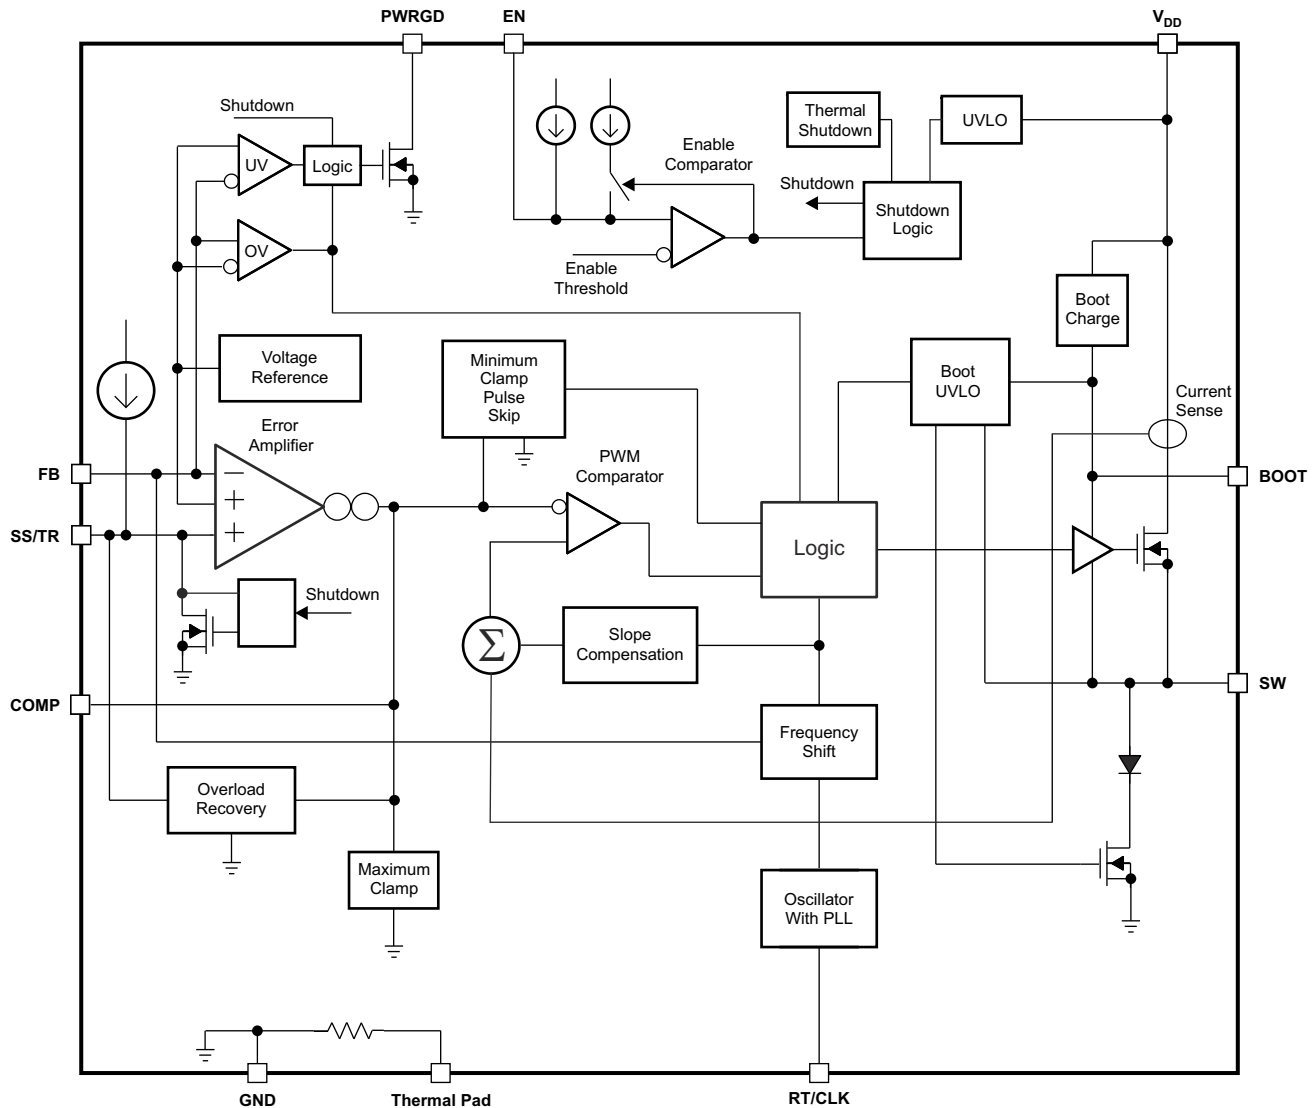 PWRGD
EN
VDD
Shutdown
UV
Logic
OV
Enable
Comparator
Thermal
Shutdown
UVLO
Shutdown
Shutdown
Logic
Enable
Threshold
Boot
Charge
Voltage
Reference
Minimum
Clamp
Pulse
Skip
Boot
UVLO
Current
Sense
Error
Amplifier
PWM
Comparator
FB
−
+
+
SS/TR
BOOT
Logic
Shutdown
Σ
Slope
Compensation
SW
COMP
Frequency
Shift
Overload
Recovery
Maximum
Clamp
Oscillator
With PLL
GND
Thermal Pad
RT/CLK